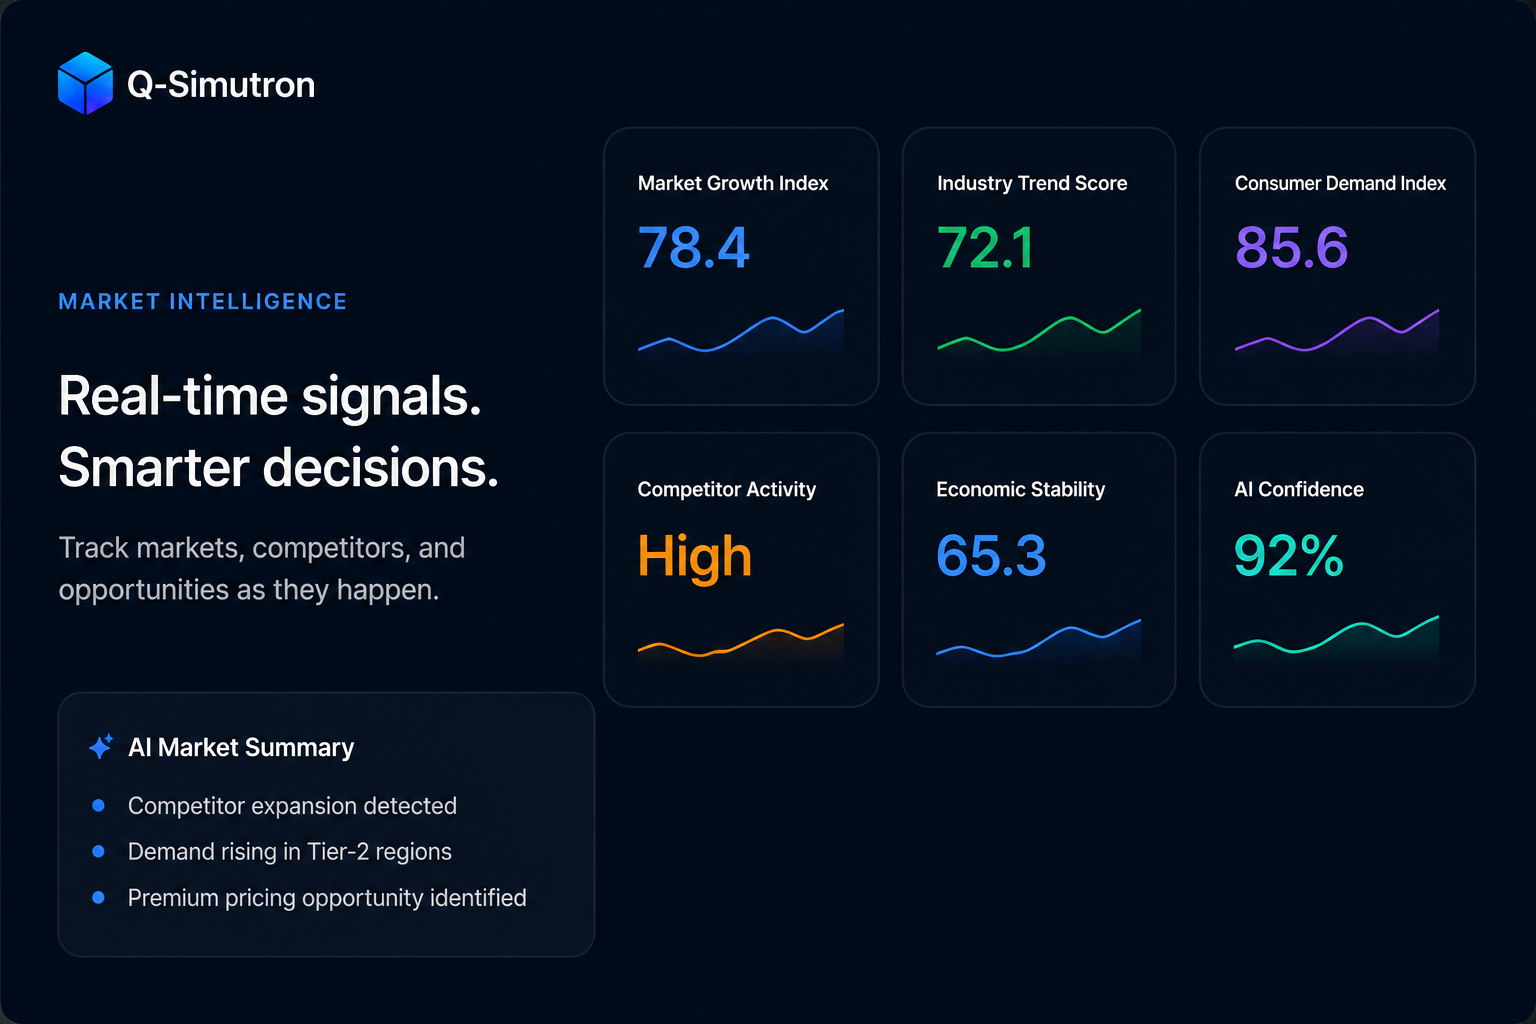 Q-Simutron
MARKET INTELLIGENCE
Real-time signals.
Smarter decisions.
Track markets, competitors, and
opportunities as they happen.
AI Market Summary
Competitor expansion detected
Demand rising in Tier-2 regions
Premium pricing opportunity identified
Market Growth Index
78.4
Industry Trend Score
72.1
Consumer Demand Index
85.6
Competitor Activity
High
Economic Stability
65.3
AI Confidence
92%